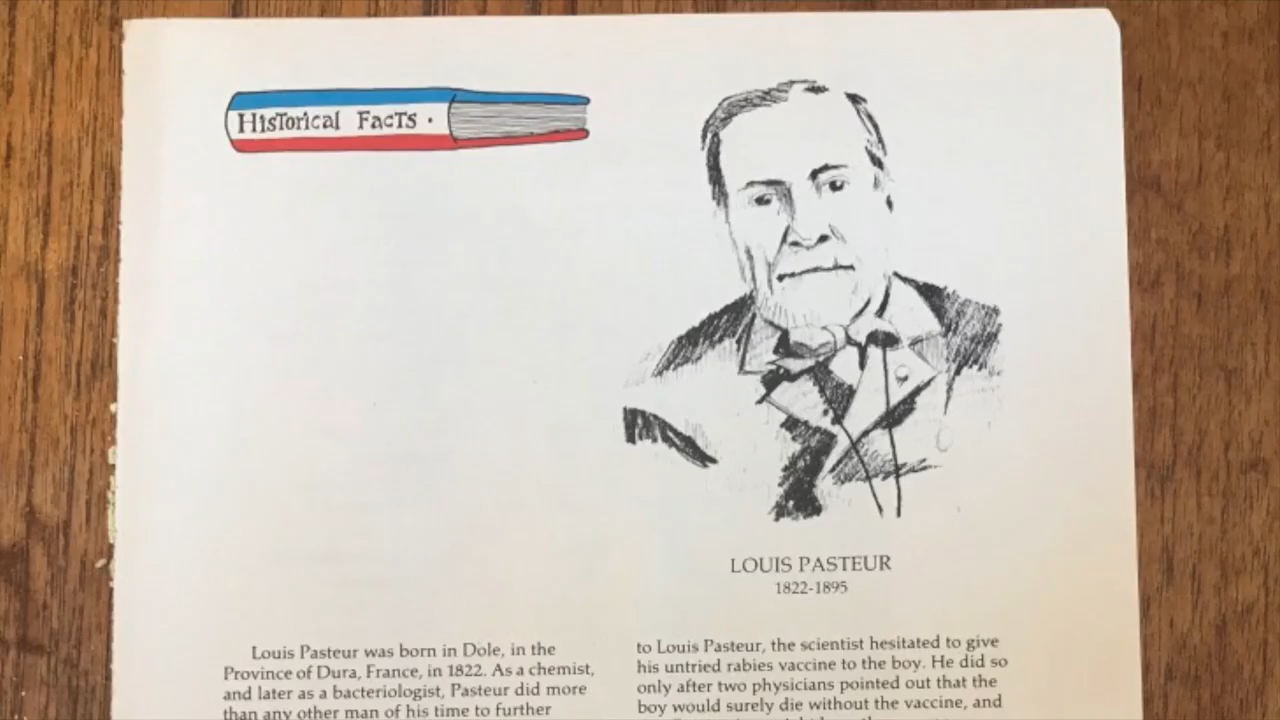 Historical Facts
LOUIS PASTEUR
1822-1895
Louis Pasteur was born in Dole, in the
Province of Dura, France, in 1822. As a chemist,
and later as a bacteriologist, Pasteur did more
than any other man of his time to further
to Louis Pasteur, the scientist hesitated to give
his untried rabies vaccine to the boy. He did so
only after two physicians pointed out that the
boy would surely die without the vaccine, and